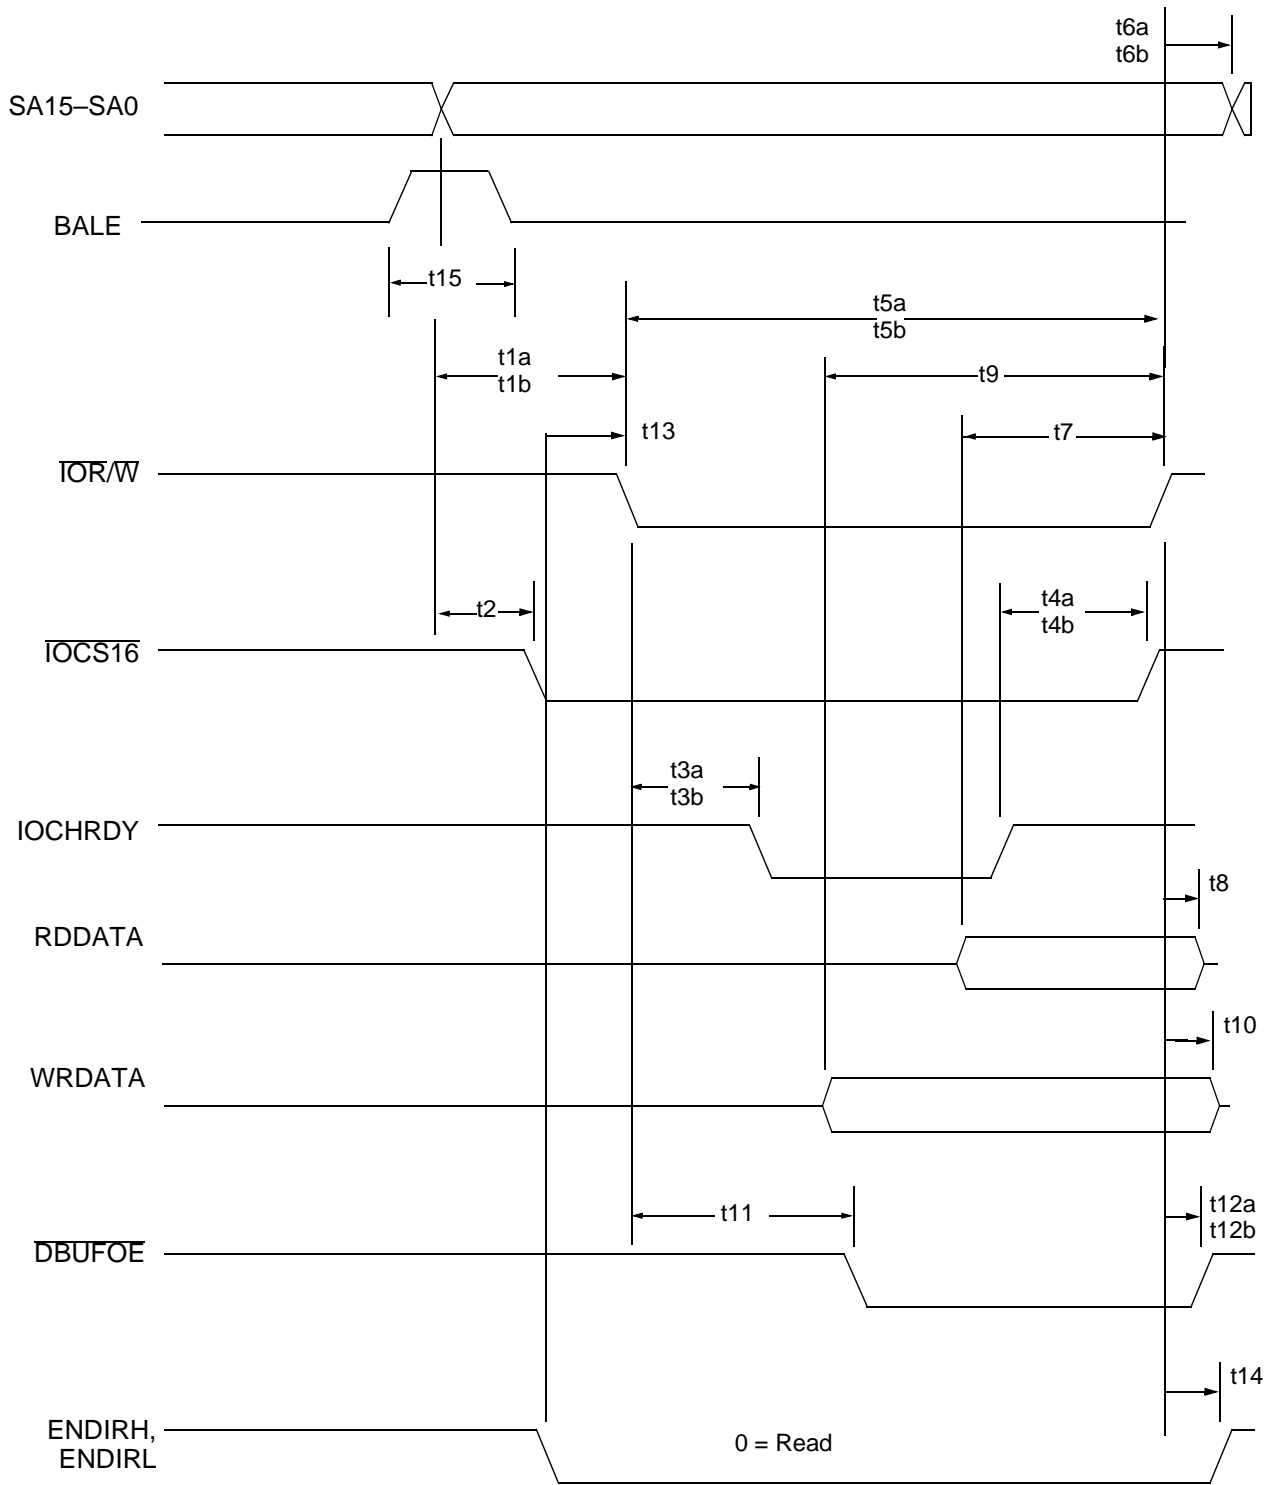 t6a
t6b
SA15–SA0
BALE
t15
t5a
t5b
t1a
t1b
t9
t13
t7
IOR/W
t2
t4a
t4b
IOCS16
t3a
t3b
IOCHRDY
t8
RDDATA
t10
WRDATA
t11
t12a
t12b
DBUFOE
t14
ENDIRH,
ENDIRL
0 = Read